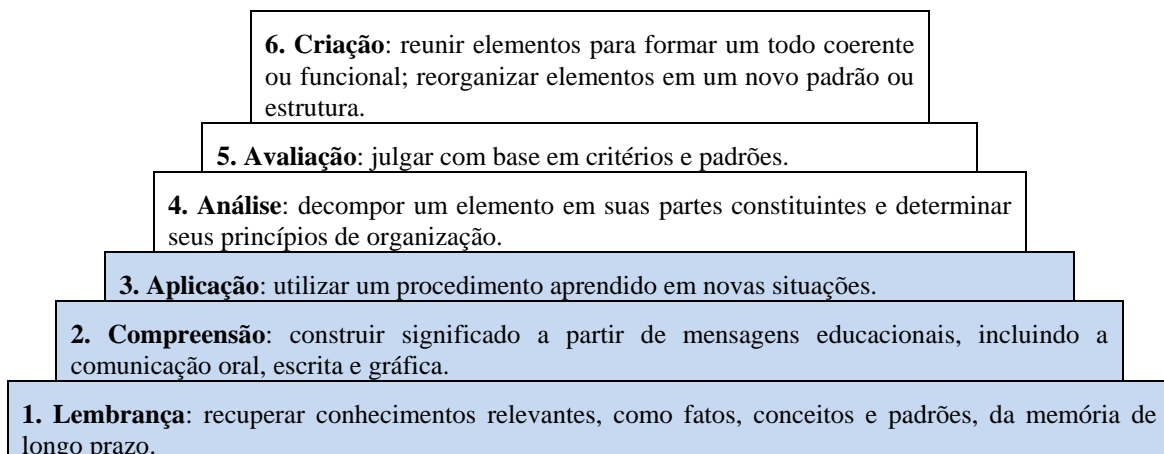 6. Criação: reunir elementos para formar um todo coerente
ou funcional; reorganizar elementos em um novo padrão ou
estrutura.
5. Avaliação: julgar com base em critérios e padrões.
4. Análise: decompor um elemento em suas partes constituintes e determinar
seus princípios de organização.
3. Aplicação: utilizar um procedimento aprendido em novas situações.
2. Compreensão: construir significado a partir de mensagens educacionais, incluindo a
comunicação oral, escrita e gráfica.
1. Lembrança: recuperar conhecimentos relevantes, como fatos, conceitos e padrões, da memória de
longo prazo.